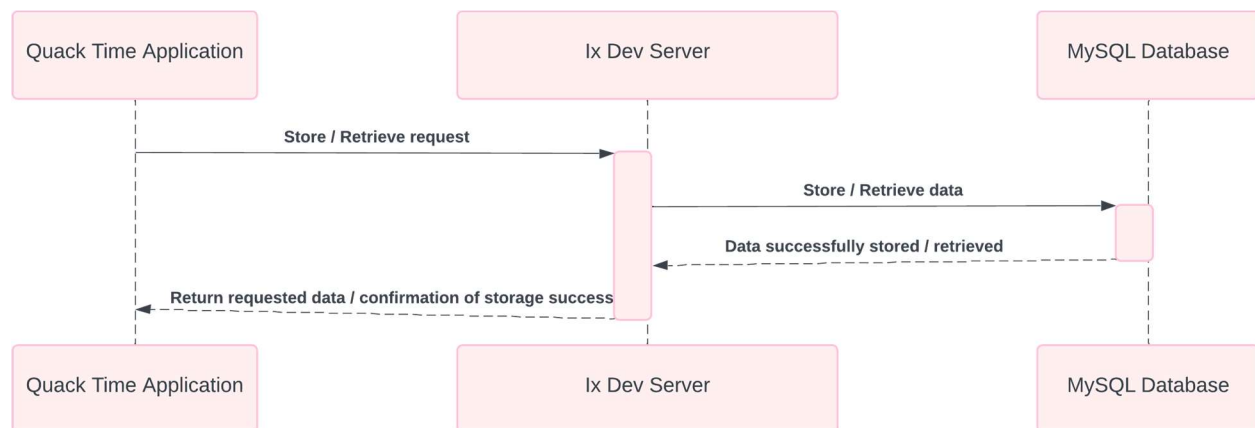 Quack Time Application
Ix Dev Server
MySQL Database
Store / Retrieve request
Store / Retrieve data
Data successfully stored / retrieved
Return requested data / confirmation of storage success
Quack Time Application
Ix Dev Server
MySQL Database